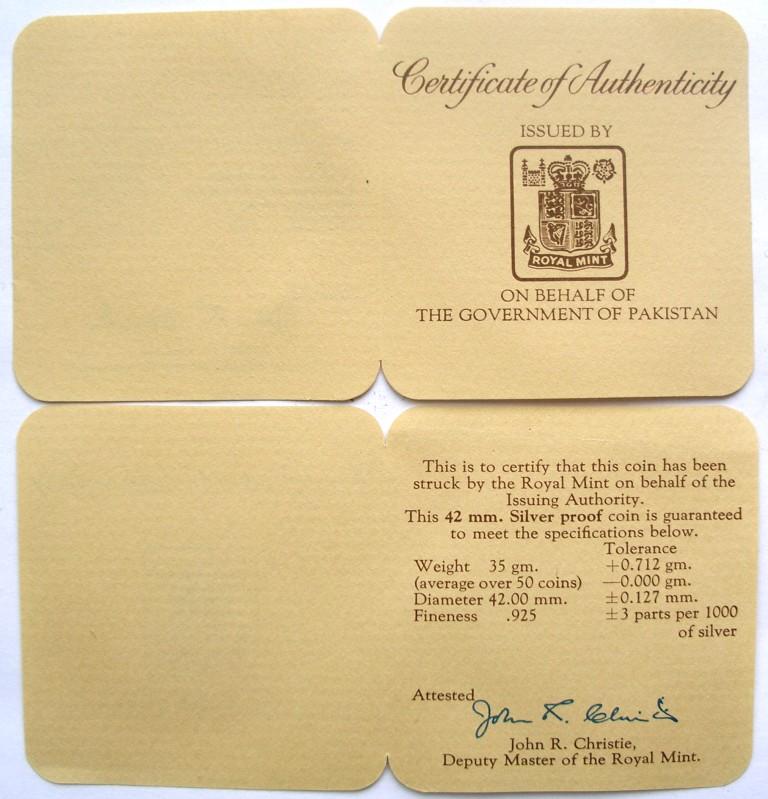 Certificate of Authenticity
ISSUED BY
ROYAL MINT
ON BEHALF OF
THE GOVERNMENT OF PAKISTAN
This is to certify that this coin has been
struck by the Royal Mint on behalf of the
Issuing Authority.
This 42 mm. Silver proof coin is guaranteed
to meet the specifications below.
Tolerance
Weight 35 gm. +0.712 gm.
(average over 50 coins) —0.000 gm.
Diameter 42.00 mm. ±0.127 mm.
Fineness .925 ±3 parts per 1000
of silver
Attested
John R. Christie
John R. Christie,
Deputy Master of the Royal Mint.